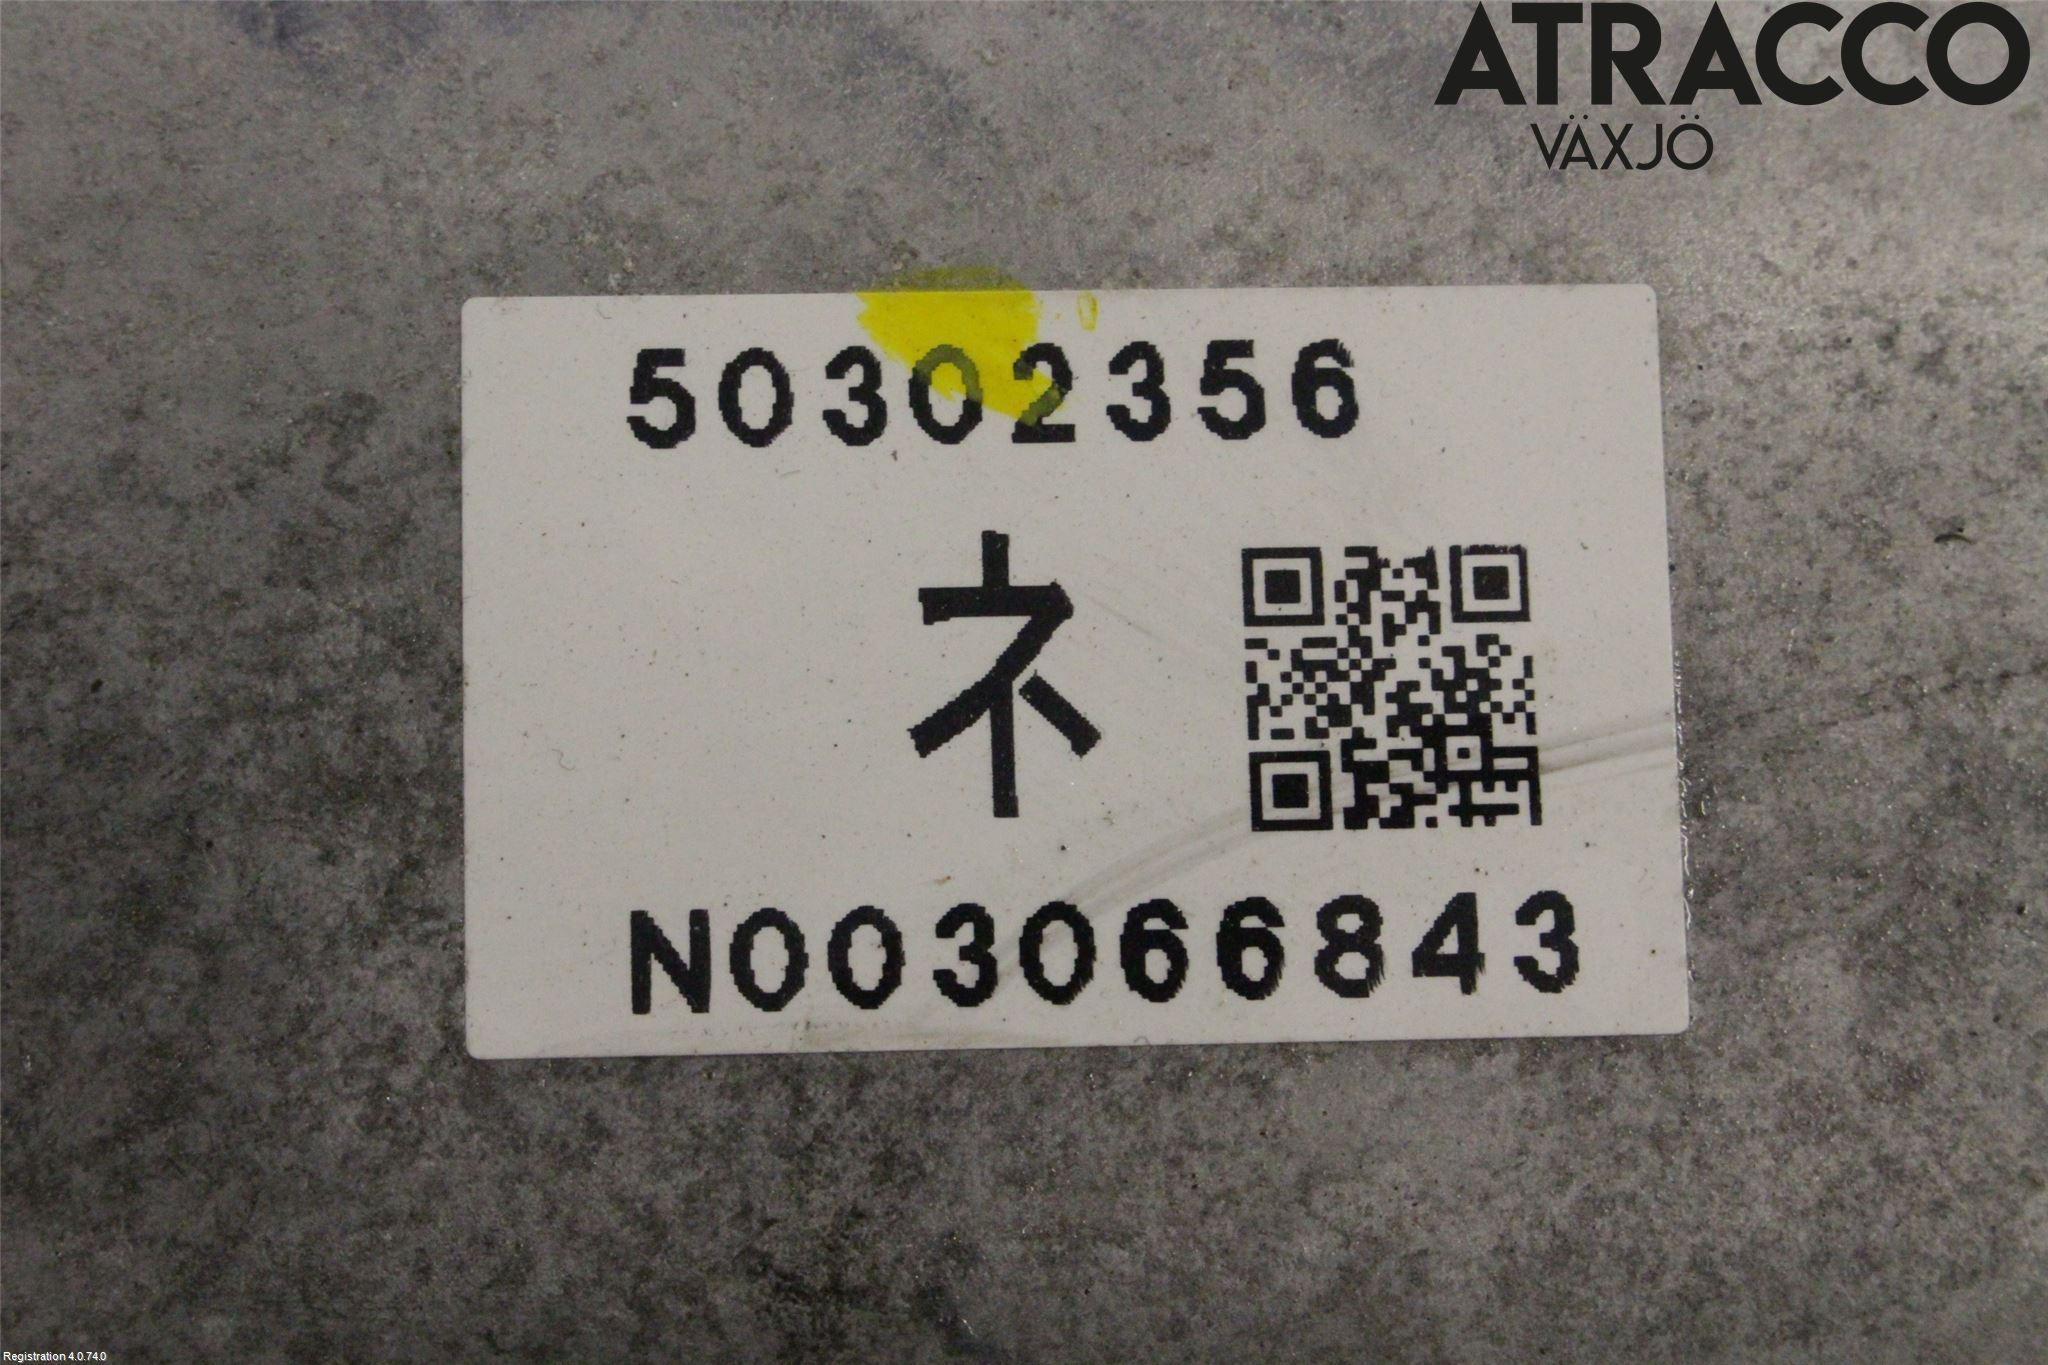 ATRACCO
VÄXJÖ
50302356
ネ
N003066843
Registration 4.0.74.0